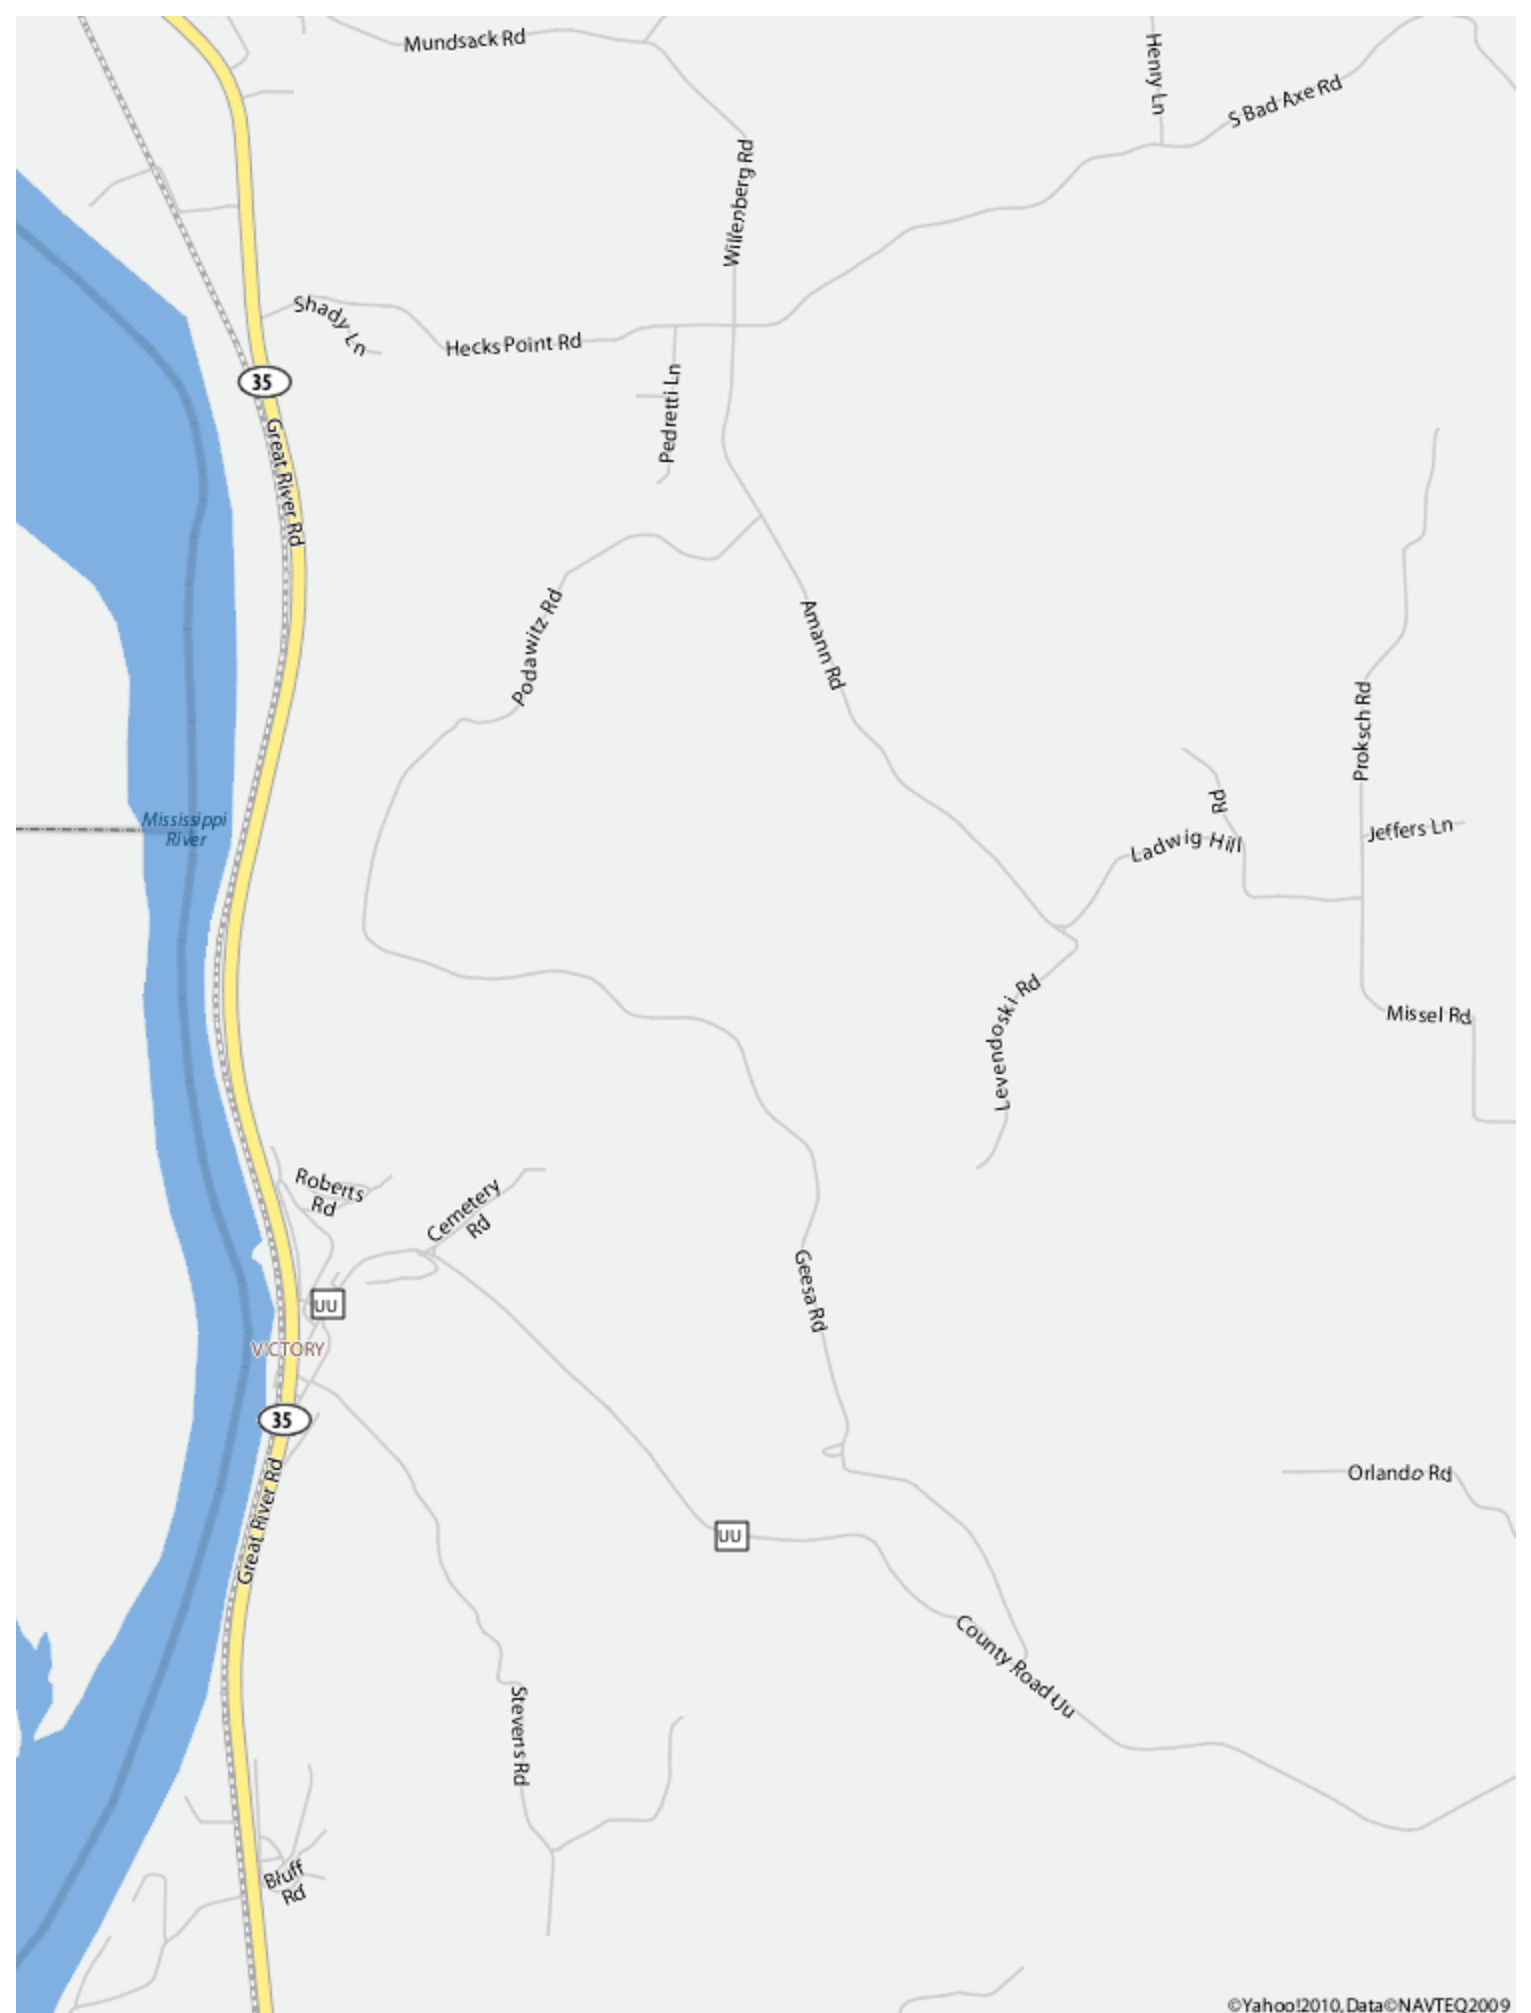 Mundsack Rd
Henry Ln
S Bad Axe Rd
Willenberg Rd
Shady Ln
Hecks Point Rd
35
Pedretti Ln
Great River Rd
Podawitz Rd
Amann Rd
Proksch Rd
Rd
Ladwig Hill
Jeffers Ln
Mississippi
River
Levendoski Rd
Missel Rd
Roberts
Rd
Cemetery
Rd
Geesa Rd
UU
VICTORY
35
Great River Rd
Orlando Rd
UU
County Road Uu
Stevens Rd
Bluff
Rd
©Yahoo!2010, Data©NAVTEQ2009